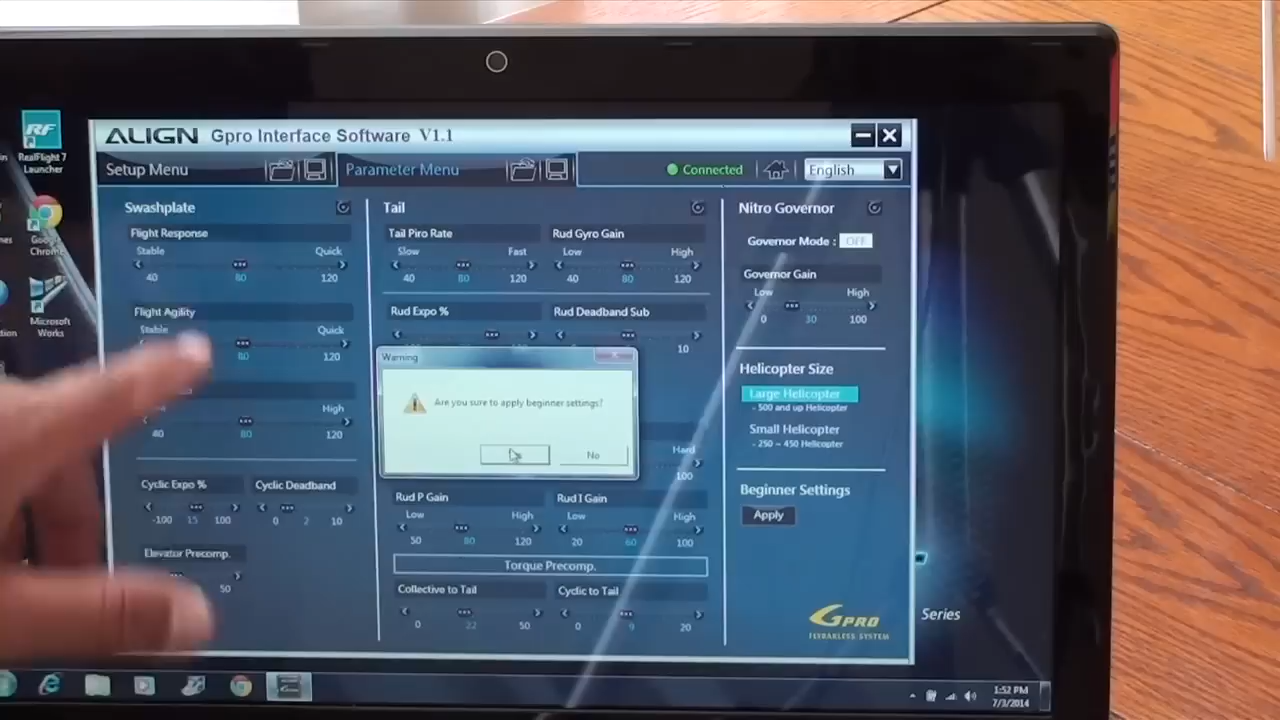 RF
RealFlight 7
Launcher
Google
Chrome
Microsoft
Works
ALIGN Gpro Interface Software V1.1
Setup Menu
Parameter Menu
Connected
English
Swashplate
Flight Response
Stable Quick
40 80 120
Flight Agility
Stable Quick
80 120
High
40 80 120
Cyclic Expo % Cyclic Deadband
-100 15 100 0 2 10
Elevator Precomp.
50
Tail
Tail Piro Rate Rud Gyro Gain
Slow Fast Low High
40 80 120 40 80 120
Rud Expo % Rud Deadband Sub
10
Warning
Are you sure to apply beginner settings?
No
Hard
100
Rud P Gain Rud I Gain
Low High Low High
50 80 120 20 60 100
Torque Precomp.
Collective to Tail Cyclic to Tail
0 22 50 0 9 20
Nitro Governor
Governor Mode : OFF
Governor Gain
Low High
0 30 100
Helicopter Size
Large Helicopter
- 500 and up Helicopter
Small Helicopter
- 250 ~ 450 Helicopter
Beginner Settings
Apply
GPRO
FLYBARLESS SYSTEM
Series
1:52 PM
7/3/2014